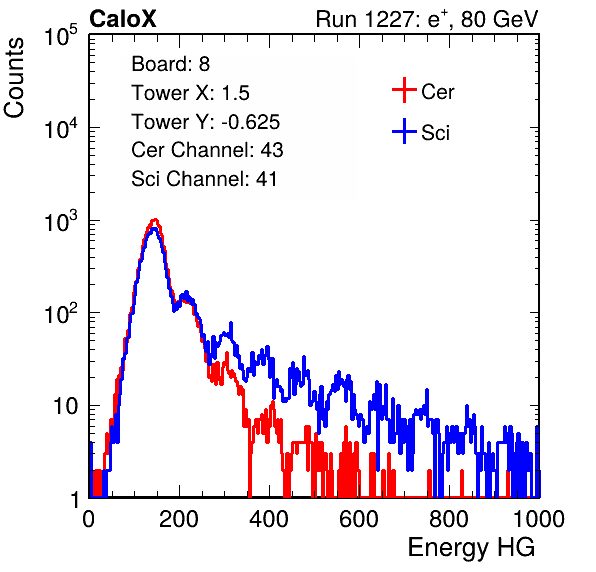 CaloX Run 1227: e+, 80 GeV
Counts
10^5
10^4
10^3
10^2
10
1
Board: 8
Tower X: 1.5
Tower Y: -0.625
Cer Channel: 43
Sci Channel: 41
Cer
Sci
0 200 400 600 800 1000
Energy HG